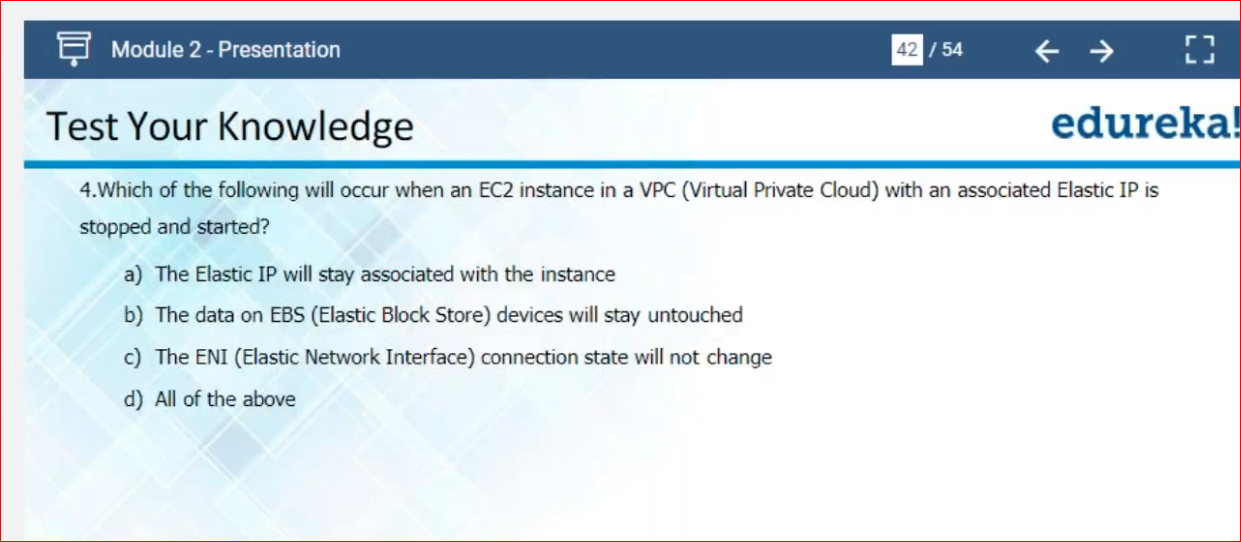 Module 2 - Presentation
42 / 54
Test Your Knowledge
edureka!
4.Which of the following will occur when an EC2 instance in a VPC (Virtual Private Cloud) with an associated Elastic IP is
stopped and started?
a) The Elastic IP will stay associated with the instance
b) The data on EBS (Elastic Block Store) devices will stay untouched
c) The ENI (Elastic Network Interface) connection state will not change
d) All of the above